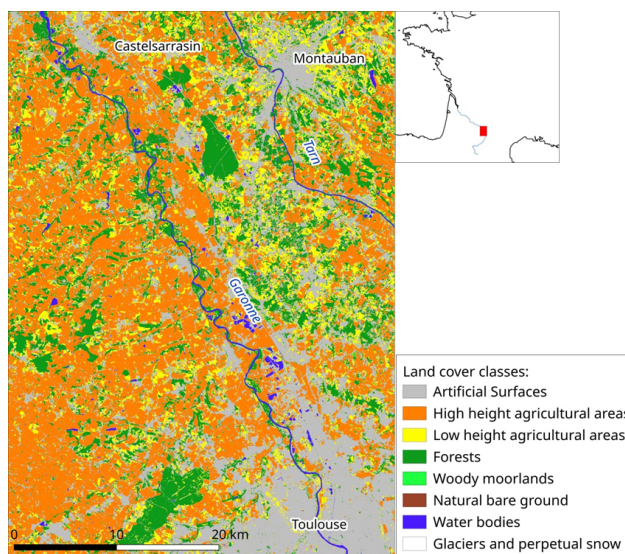 Castelsarrasin
Montauban
Tarn
Garonne
Toulouse
0 10 20 km
Land cover classes:
Artificial Surfaces
High height agricultural areas
Low height agricultural areas
Forests
Woody moorlands
Natural bare ground
Water bodies
Glaciers and perpetual snow